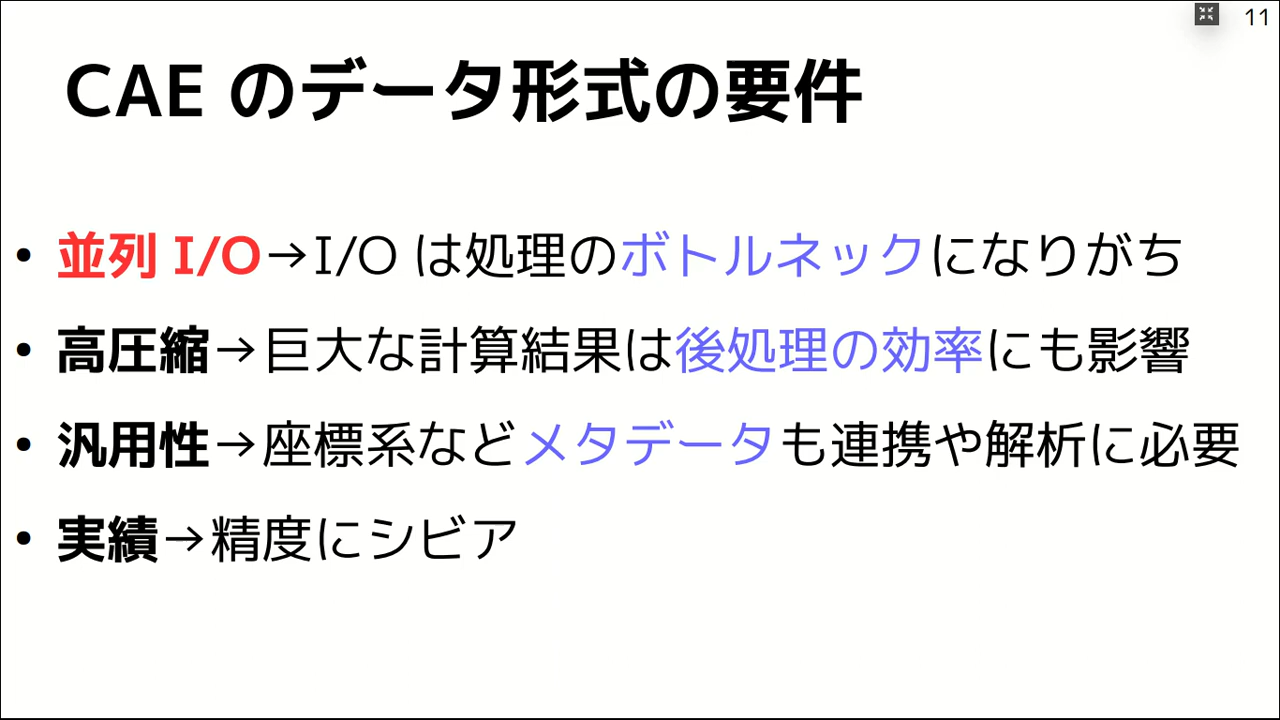 11
CAE のデータ形式の要件
• 並列 I/O→I/O は処理のボトルネックになりがち
• 高圧縮→巨大な計算結果は後処理の効率にも影響
• 汎用性→座標系などメタデータも連携や解析に必要
• 実績→精度にシビア